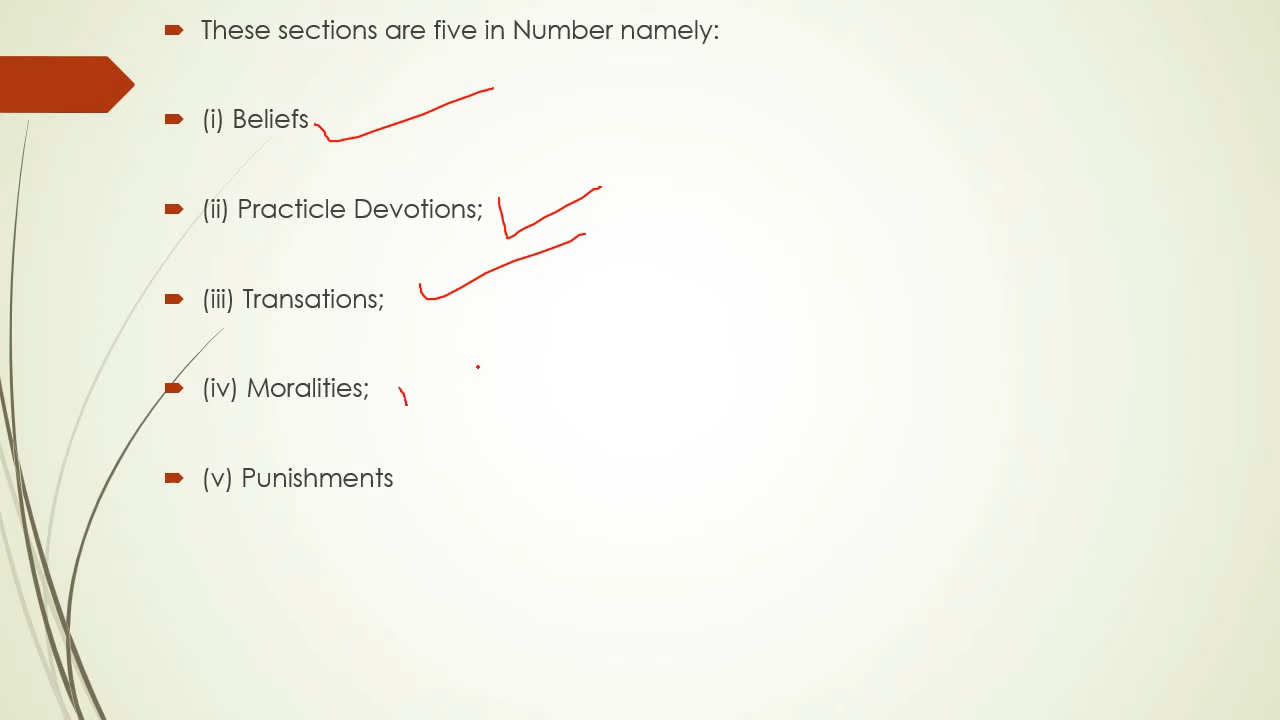 These sections are five in Number namely:
(i) Beliefs
(ii) Practicle Devotions;
(iii) Transations;
(iv) Moralities;
(v) Punishments